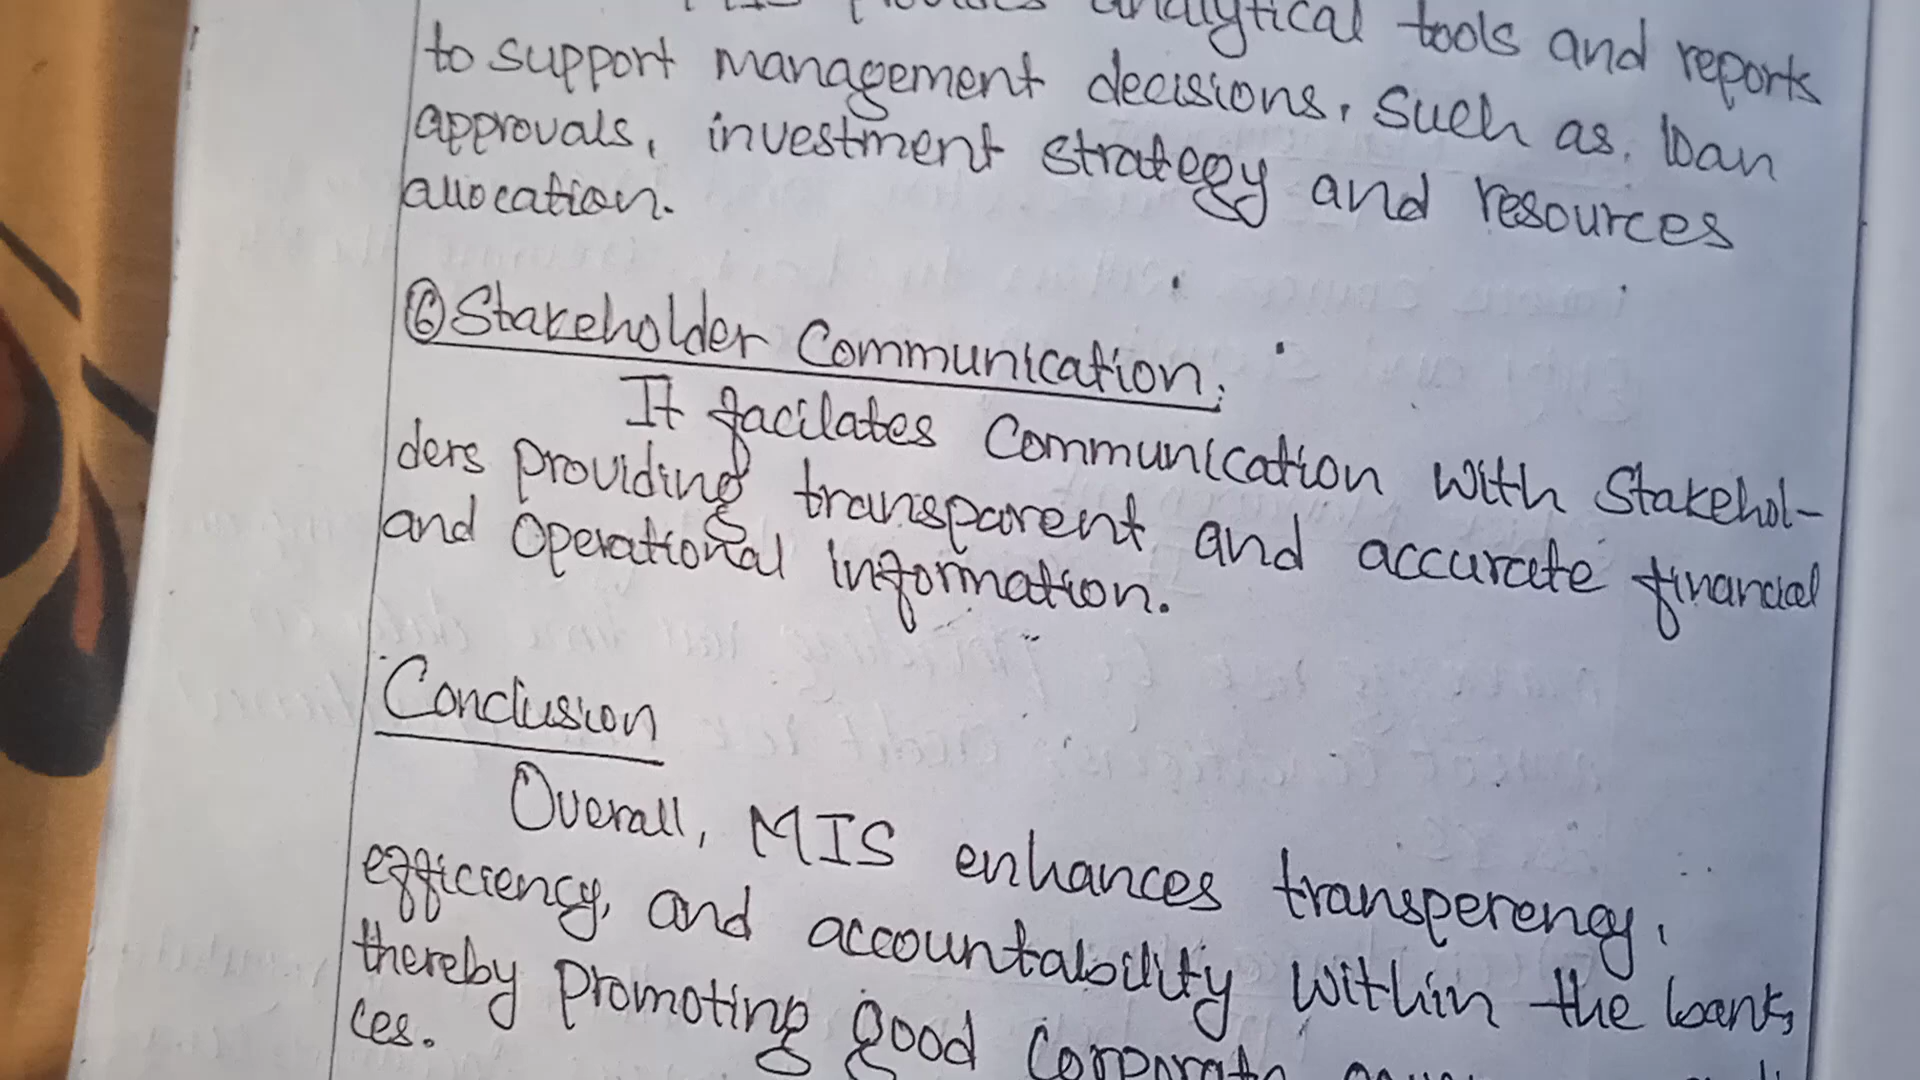 analytical tools and reports
to support management decisions, such as, loan
approvals, investment strategy and resources
allocation.
⑥ Stakeholder Communication:
It facilates Communication with Stakehol-
ders providing transparent and accurate financial
and operational information.
Conclusion
Overall, MIS enhances transperency,
efficiency, and accountability within the bank,
thereby promoting good corporate
ces.